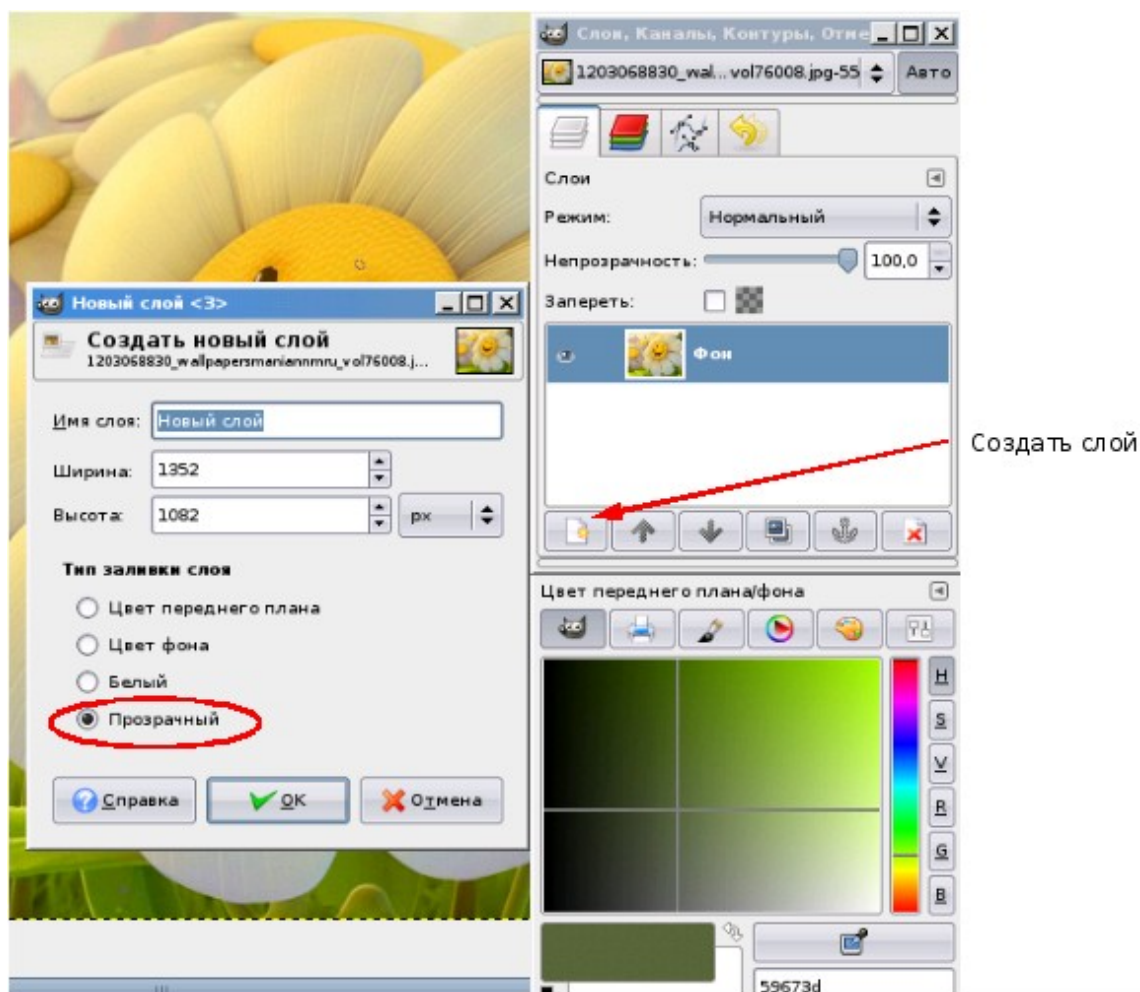 Слои, Каналы, Контуры, Отме
1203068830_wal... vol76008.jpg-55
Авто
Слои
Режим: Нормальный
Непрозрачность: 100,0
Запереть:
Фон
Создать слой
Новый слой <3>
Создать новый слой
1203068830_wallpapersmaniannmru_vol76008.j...
Имя слоя: Новый слой
Ширина: 1352
Высота: 1082 px
Тип заливки слоя
Цвет переднего плана
Цвет фона
Белый
Прозрачный
Справка OK Отмена
Цвет переднего плана/фона
H
S
V
R
G
B
59673d